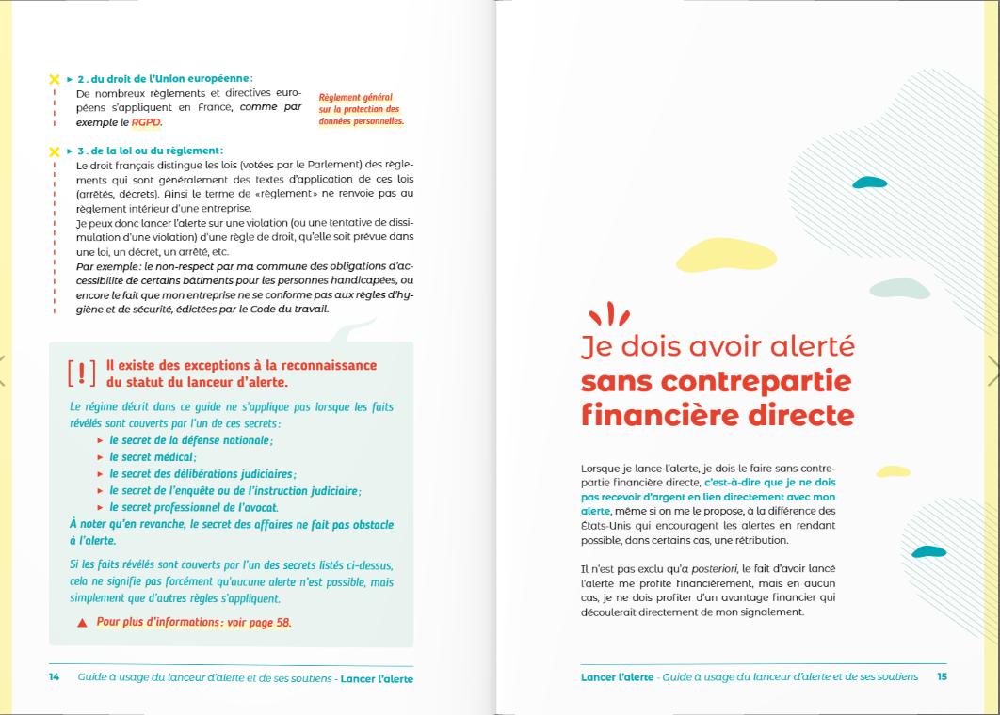 2 . du droit de l'Union européenne :
De nombreux règlements et directives euro-
péens s'appliquent en France, comme par
exemple le RGPD.
Règlement général
sur la protection des
données personnelles.
3 . de la loi ou du règlement :
Le droit français distingue les lois (votées par le Parlement) des règle-
ments qui sont généralement des textes d'application de ces lois
(arrêtés, décrets). Ainsi le terme de «règlement» ne renvoie pas au
règlement intérieur d'une entreprise.
Je peux donc lancer l'alerte sur une violation (ou une tentative de dissi-
mulation d'une violation) d'une règle de droit, qu'elle soit prévue dans
une loi, un décret, un arrêté, etc.
Par exemple : le non-respect par ma commune des obligations d'ac-
cessibilité de certains bâtiments pour les personnes handicapées, ou
encore le fait que mon entreprise ne se conforme pas aux règles d'hy-
giène et de sécurité, édictées par le Code du travail.
[!] Il existe des exceptions à la reconnaissance
du statut du lanceur d'alerte.
Le régime décrit dans ce guide ne s'applique pas lorsque les faits
révélés sont couverts par l'un de ces secrets :
le secret de la défense nationale ;
le secret médical ;
le secret des délibérations judiciaires ;
le secret de l'enquête ou de l'instruction judiciaire ;
le secret professionnel de l'avocat.
À noter qu'en revanche, le secret des affaires ne fait pas obstacle
à l'alerte.
Si les faits révélés sont couverts par l'un des secrets listés ci-dessus,
cela ne signifie pas forcément qu'aucune alerte n'est possible, mais
simplement que d'autres règles s'appliquent.
Pour plus d'informations : voir page 58.
14 Guide à usage du lanceur d'alerte et de ses soutiens - Lancer l'alerte
Je dois avoir alerté
sans contrepartie
financière directe
Lorsque je lance l'alerte, je dois le faire sans contre-
partie financière directe, c'est-à-dire que je ne dois
pas recevoir d'argent en lien directement avec mon
alerte, même si on me le propose, à la différence des
États-Unis qui encouragent les alertes en rendant
possible, dans certains cas, une rétribution.
Il n'est pas exclu qu'a posteriori, le fait d'avoir lancé
l'alerte me profite financièrement, mais en aucun
cas, je ne dois profiter d'un avantage financier qui
découlerait directement de mon signalement.
Lancer l'alerte - Guide à usage du lanceur d'alerte et de ses soutiens 15